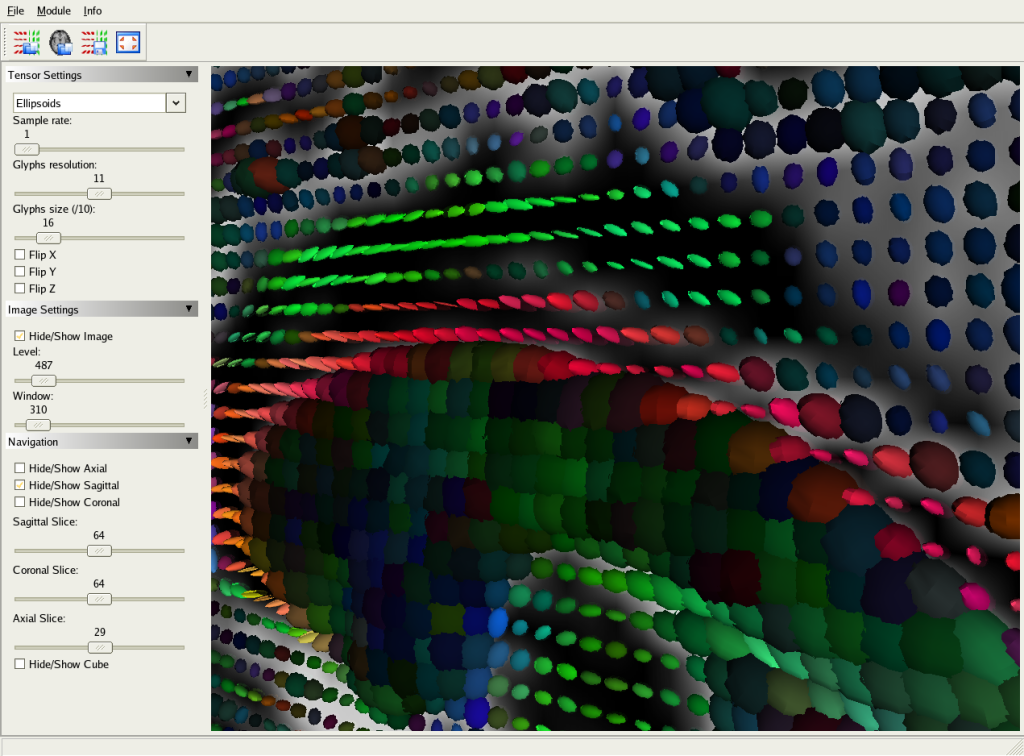 File Module Info
Tensor Settings
Ellipsoids
Sample rate:
1
Glyphs resolution:
11
Glyphs size (/10):
16
Flip X
Flip Y
Flip Z
Image Settings
Hide/Show Image
Level:
487
Window:
310
Navigation
Hide/Show Axial
Hide/Show Sagittal
Hide/Show Coronal
Sagittal Slice:
64
Coronal Slice:
64
Axial Slice:
29
Hide/Show Cube